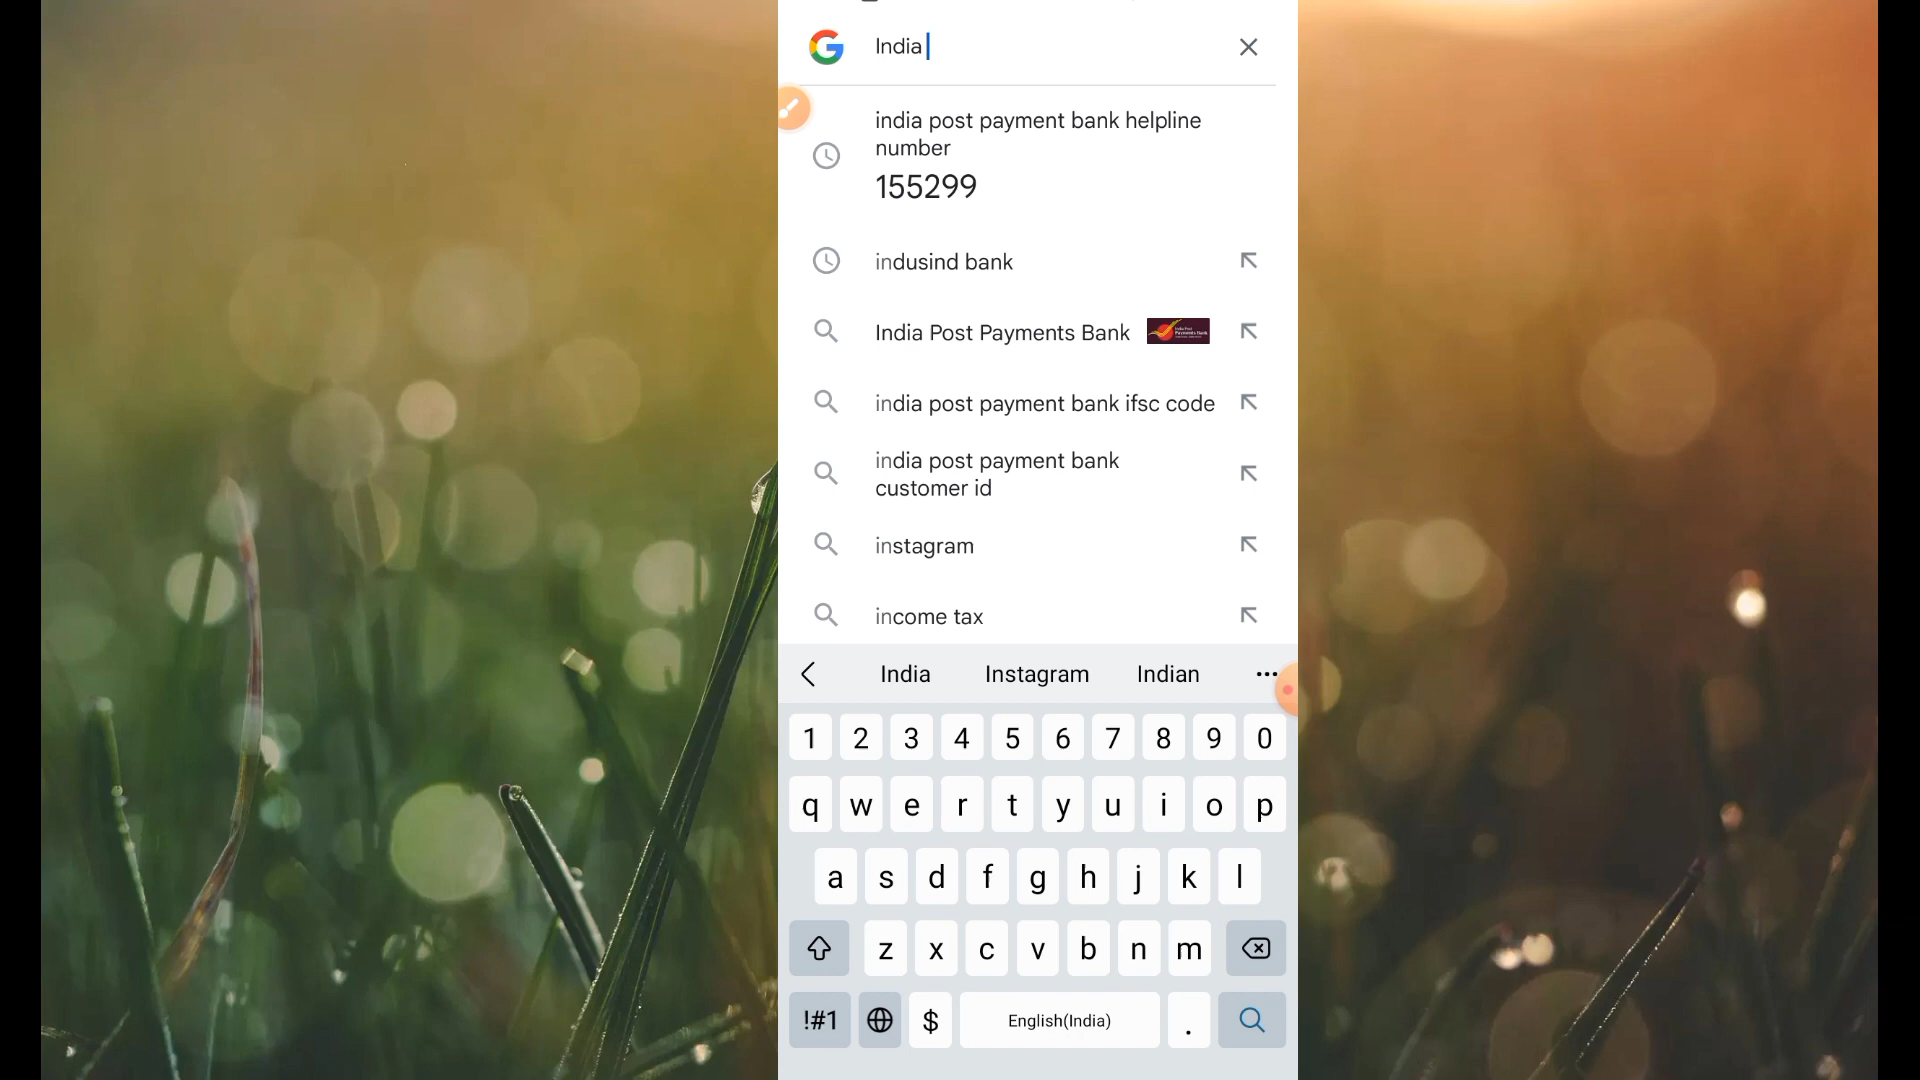 India
india post payment bank helpline
number
155299
indusind bank
India Post Payments Bank
india post payment bank ifsc code
india post payment bank
customer id
instagram
income tax
India Instagram Indian ...
1 2 3 4 5 6 7 8 9 0
q w e r t y u i o p
a s d f g h j k l
z x c v b n m
!#1 $ English(India) .